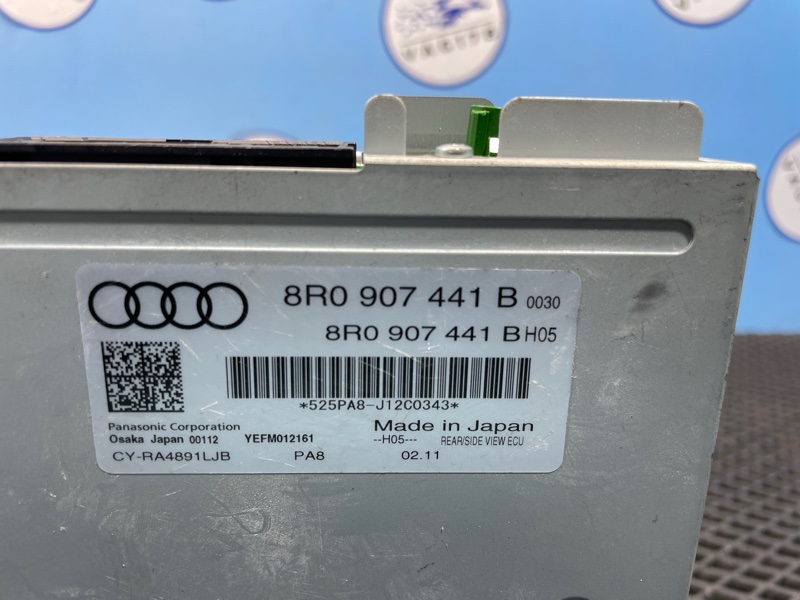 8R0 907 441 B 0030
8R0 907 441 B H05
*525PA8-J12C0343*
Panasonic Corporation Made in Japan
Osaka Japan 00112 YEFM012161 --H05--- REAR/SIDE VIEW ECU
CY-RA4891LJB PA8 02.11